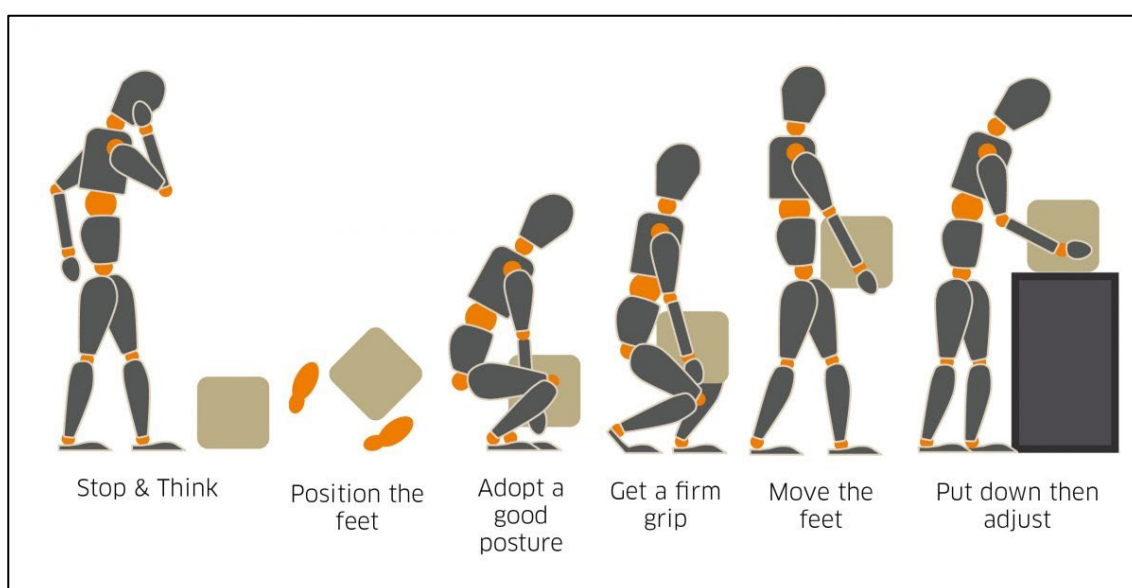 Stop & Think
Position the
feet
Adopt a
good
posture
Get a firm
grip
Move the
feet
Put down then
adjust